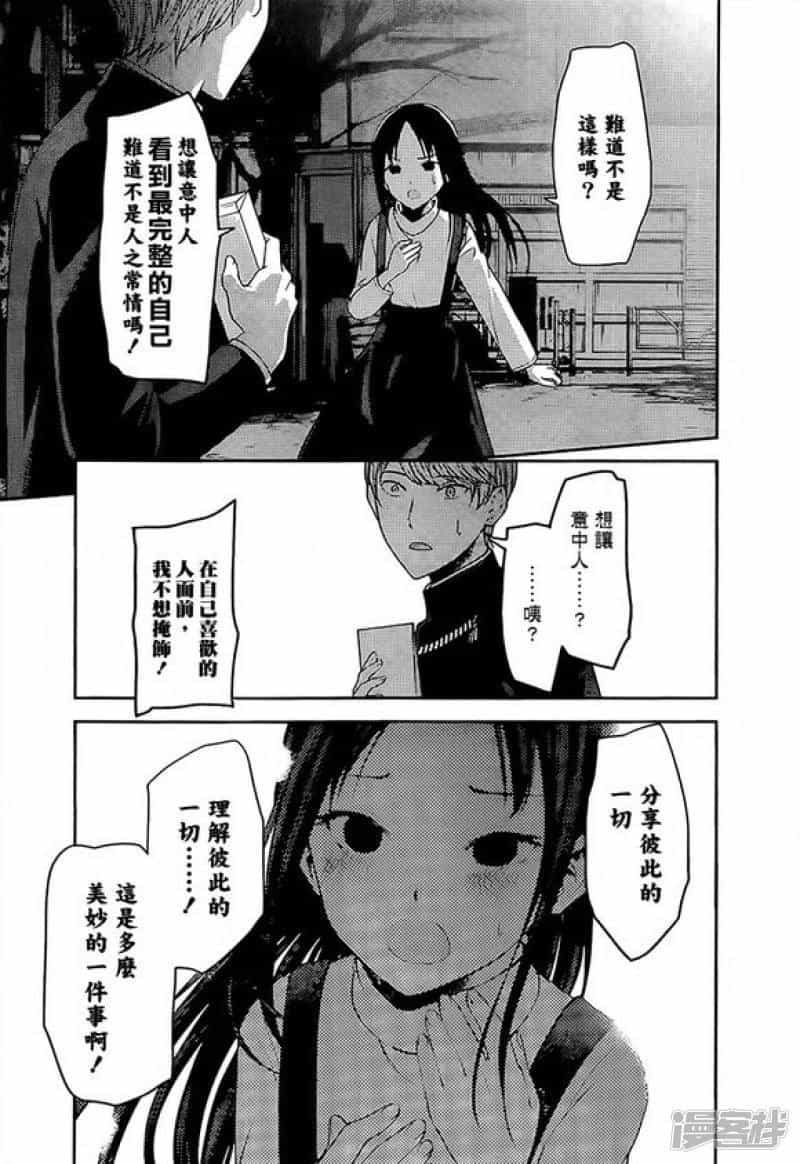 難道不是
這樣嗎？
想讓意中人
看到最完整的自己
難道不是人之常情嗎！
想讓
意中人……？
……咦？
在自己喜歡的
人面前，
我不想掩飾！
分享彼此的
一切
理解彼此的
一切……！
這是多麼
美妙的一件事啊！
漫客栈